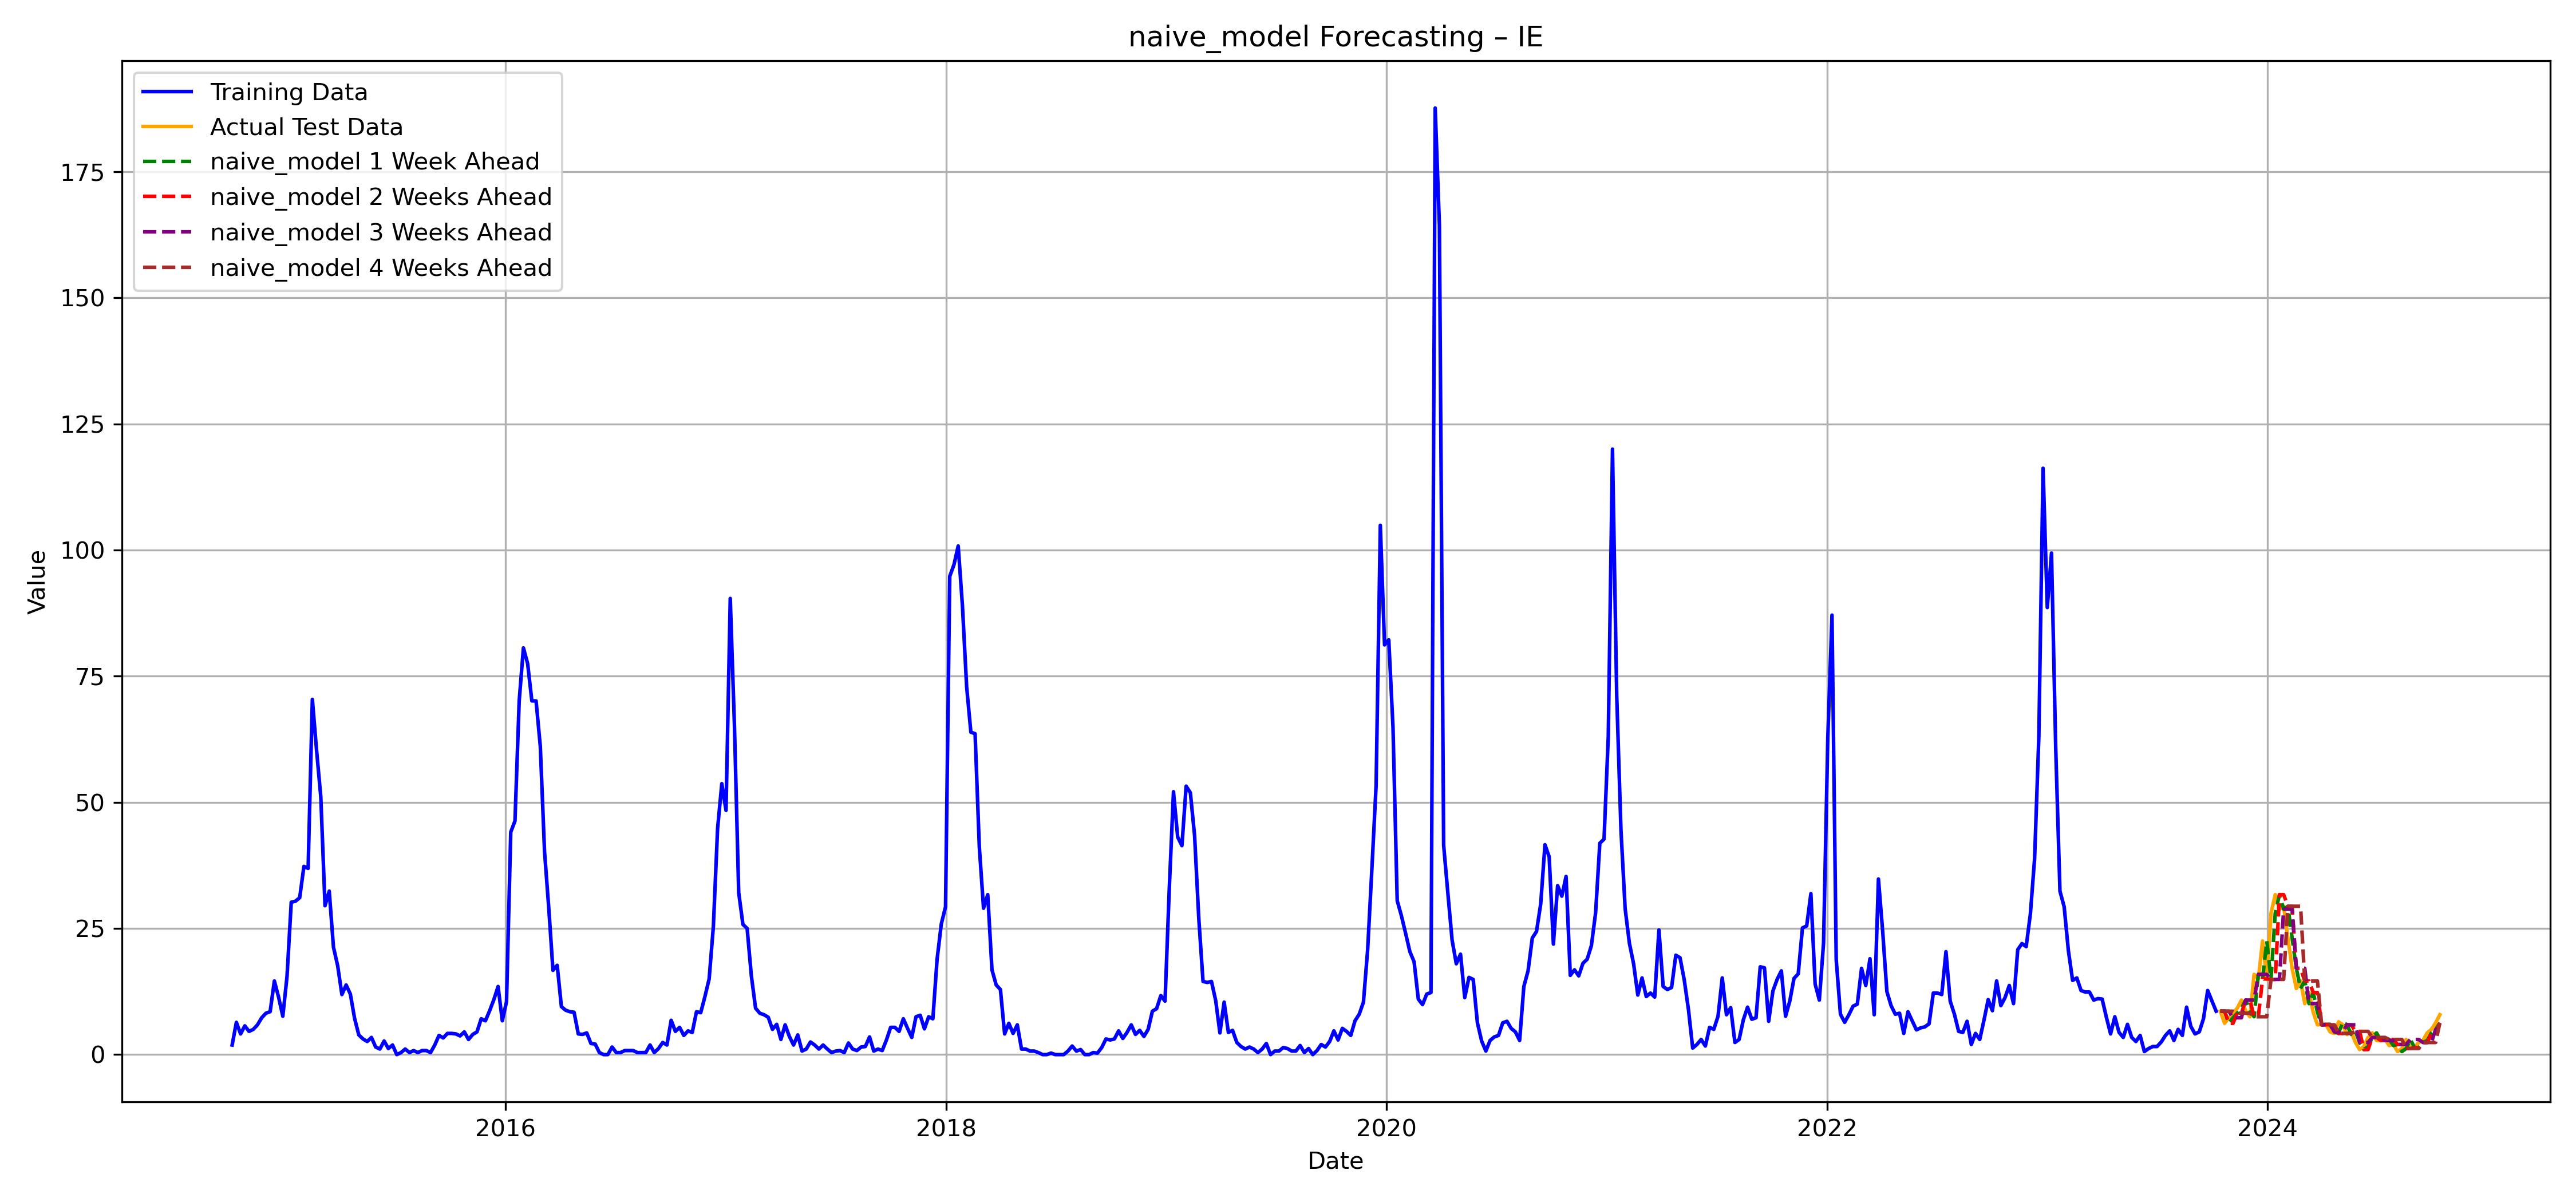 naive_model Forecasting – IE
Training Data
Actual Test Data
naive_model 1 Week Ahead
naive_model 2 Weeks Ahead
naive_model 3 Weeks Ahead
naive_model 4 Weeks Ahead
Value
175
150
125
100
75
50
25
0
2016
2018
2020
2022
2024
Date